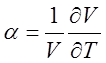 α = 1/V ∂V/∂T